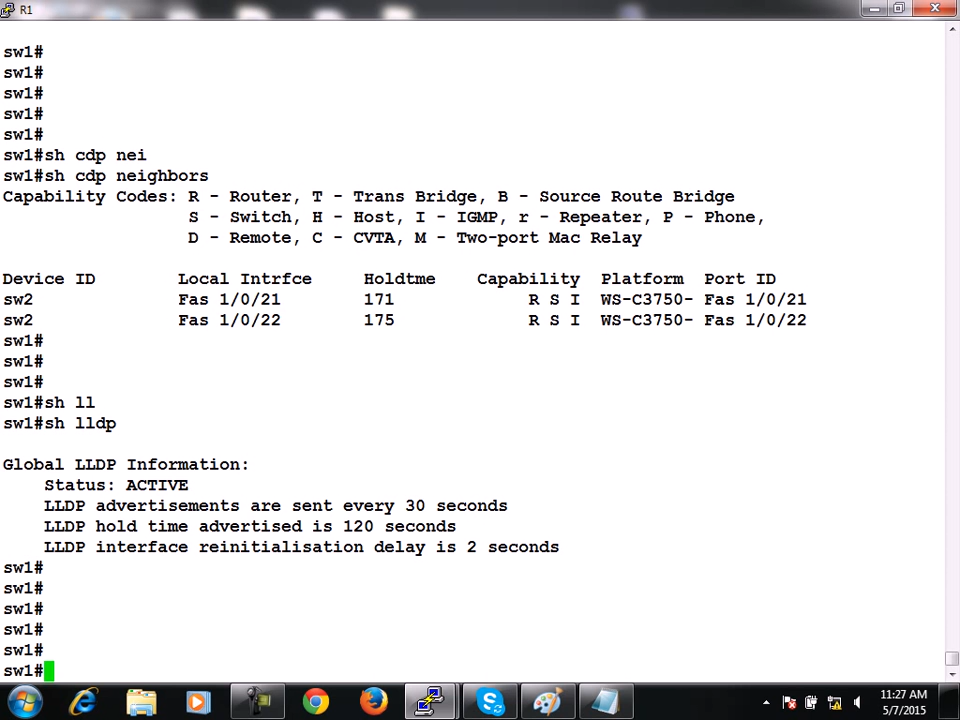 R1
sw1#
sw1#
sw1#
sw1#
sw1#
sw1#sh cdp nei
sw1#sh cdp neighbors
Capability Codes: R - Router, T - Trans Bridge, B - Source Route Bridge
S - Switch, H - Host, I - IGMP, r - Repeater, P - Phone,
D - Remote, C - CVTA, M - Two-port Mac Relay
Device ID Local Intrfce Holdtme Capability Platform Port ID
sw2 Fas 1/0/21 171 R S I WS-C3750- Fas 1/0/21
sw2 Fas 1/0/22 175 R S I WS-C3750- Fas 1/0/22
sw1#
sw1#
sw1#
sw1#sh ll
sw1#sh lldp
Global LLDP Information:
Status: ACTIVE
LLDP advertisements are sent every 30 seconds
LLDP hold time advertised is 120 seconds
LLDP interface reinitialisation delay is 2 seconds
sw1#
sw1#
sw1#
sw1#
sw1#
sw1#
11:27 AM
5/7/2015